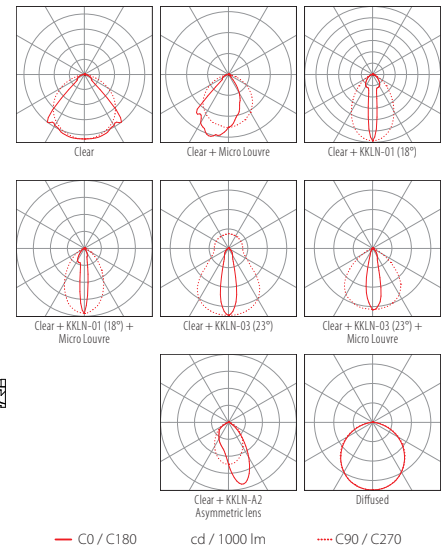 Clear
Clear + Micro Louvre
Clear + KKLN-01 (18°)
Clear + KKLN-01 (18°) +
Micro Louvre
Clear + KKLN-03 (23°)
Clear + KKLN-03 (23°) +
Micro Louvre
Clear + KKLN-A2
Asymmetric lens
Diffused
C0 / C180
cd / 1000 lm
C90 / C270